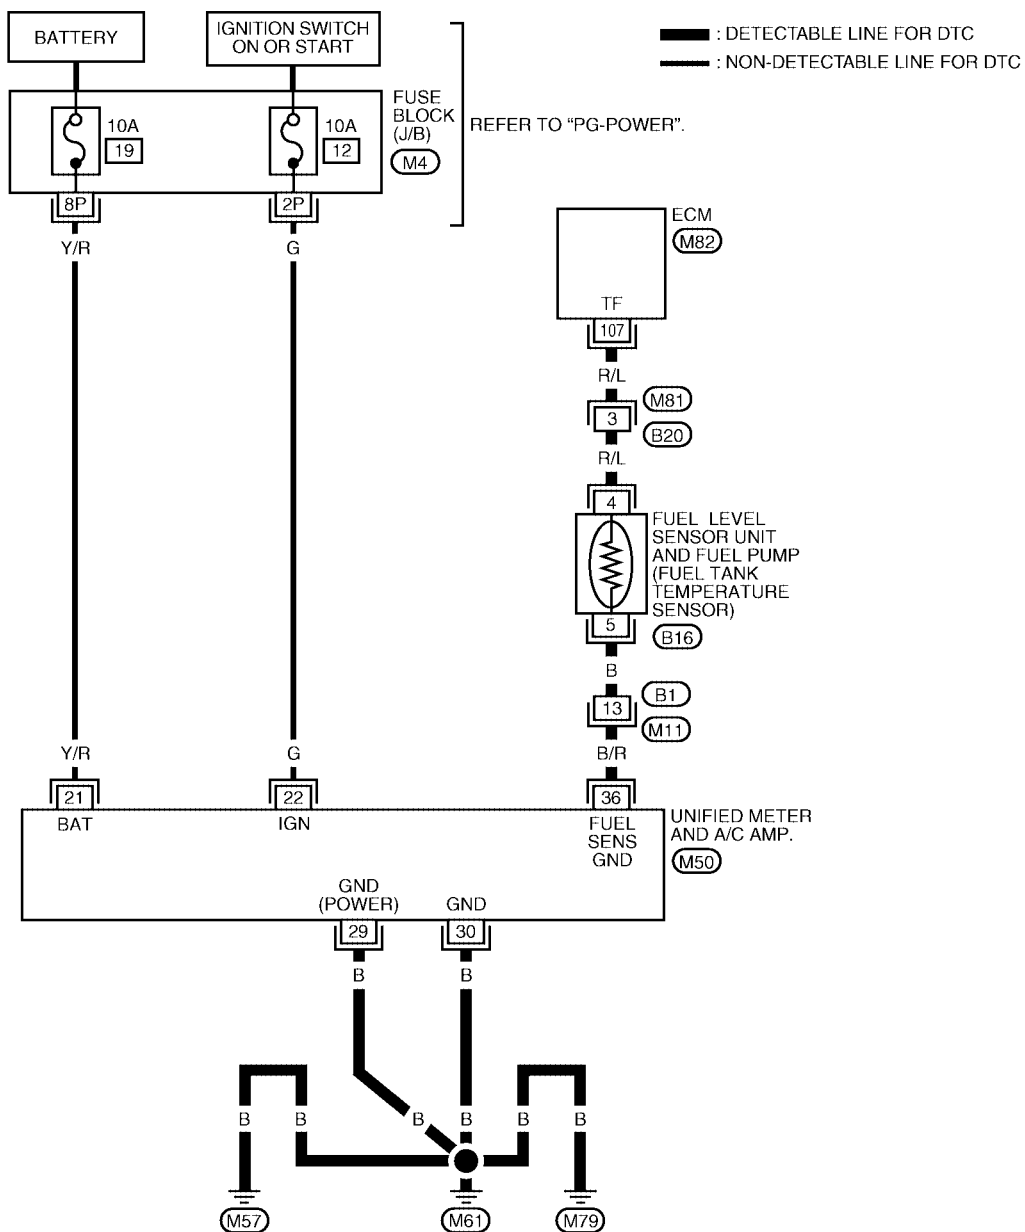 BATTERY
IGNITION SWITCH
ON OR START
: DETECTABLE LINE FOR DTC
: NON-DETECTABLE LINE FOR DTC
10A
19
10A
12
FUSE
BLOCK
(J/B)
M4
REFER TO “PG-POWER”.
8P
2P
Y/R
G
ECM
M82
TF
107
R/L
M81
3
B20
R/L
4
FUEL LEVEL
SENSOR UNIT
AND FUEL PUMP
(FUEL TANK
TEMPERATURE
SENSOR)
5
B16
B
B1
13
M11
Y/R
G
B/R
21
22
36
BAT
IGN
FUEL
SENS
GND
UNIFIED METER
AND A/C AMP.
M50
GND
(POWER)
GND
29
30
B
B
B
B
B
B
B
B
M57
M61
M79